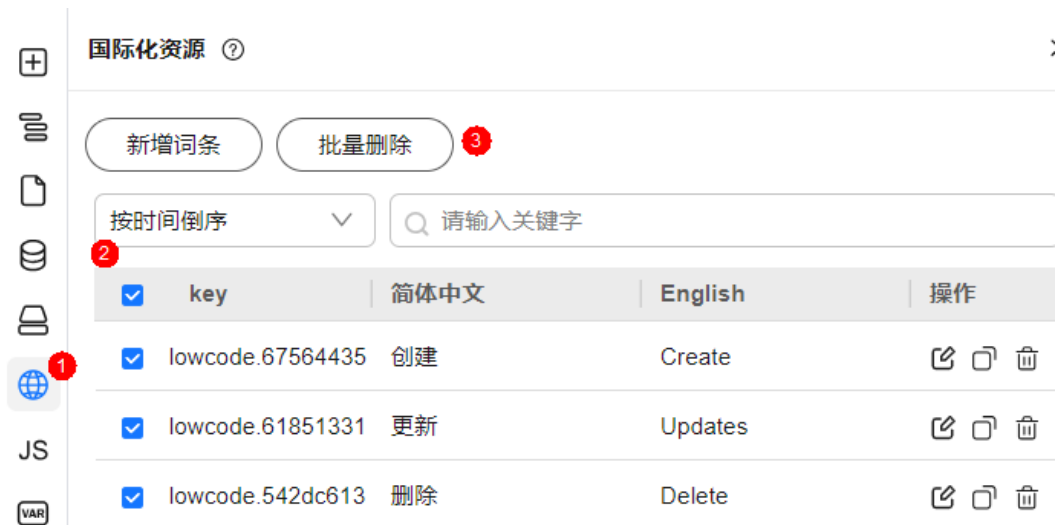 国际化资源
新增词条 批量删除 3
按时间倒序 请输入关键字
2
key 简体中文 English 操作
1
lowcode.67564435 创建 Create
lowcode.61851331 更新 Updates
JS
lowcode.542dc613 删除 Delete
VAR